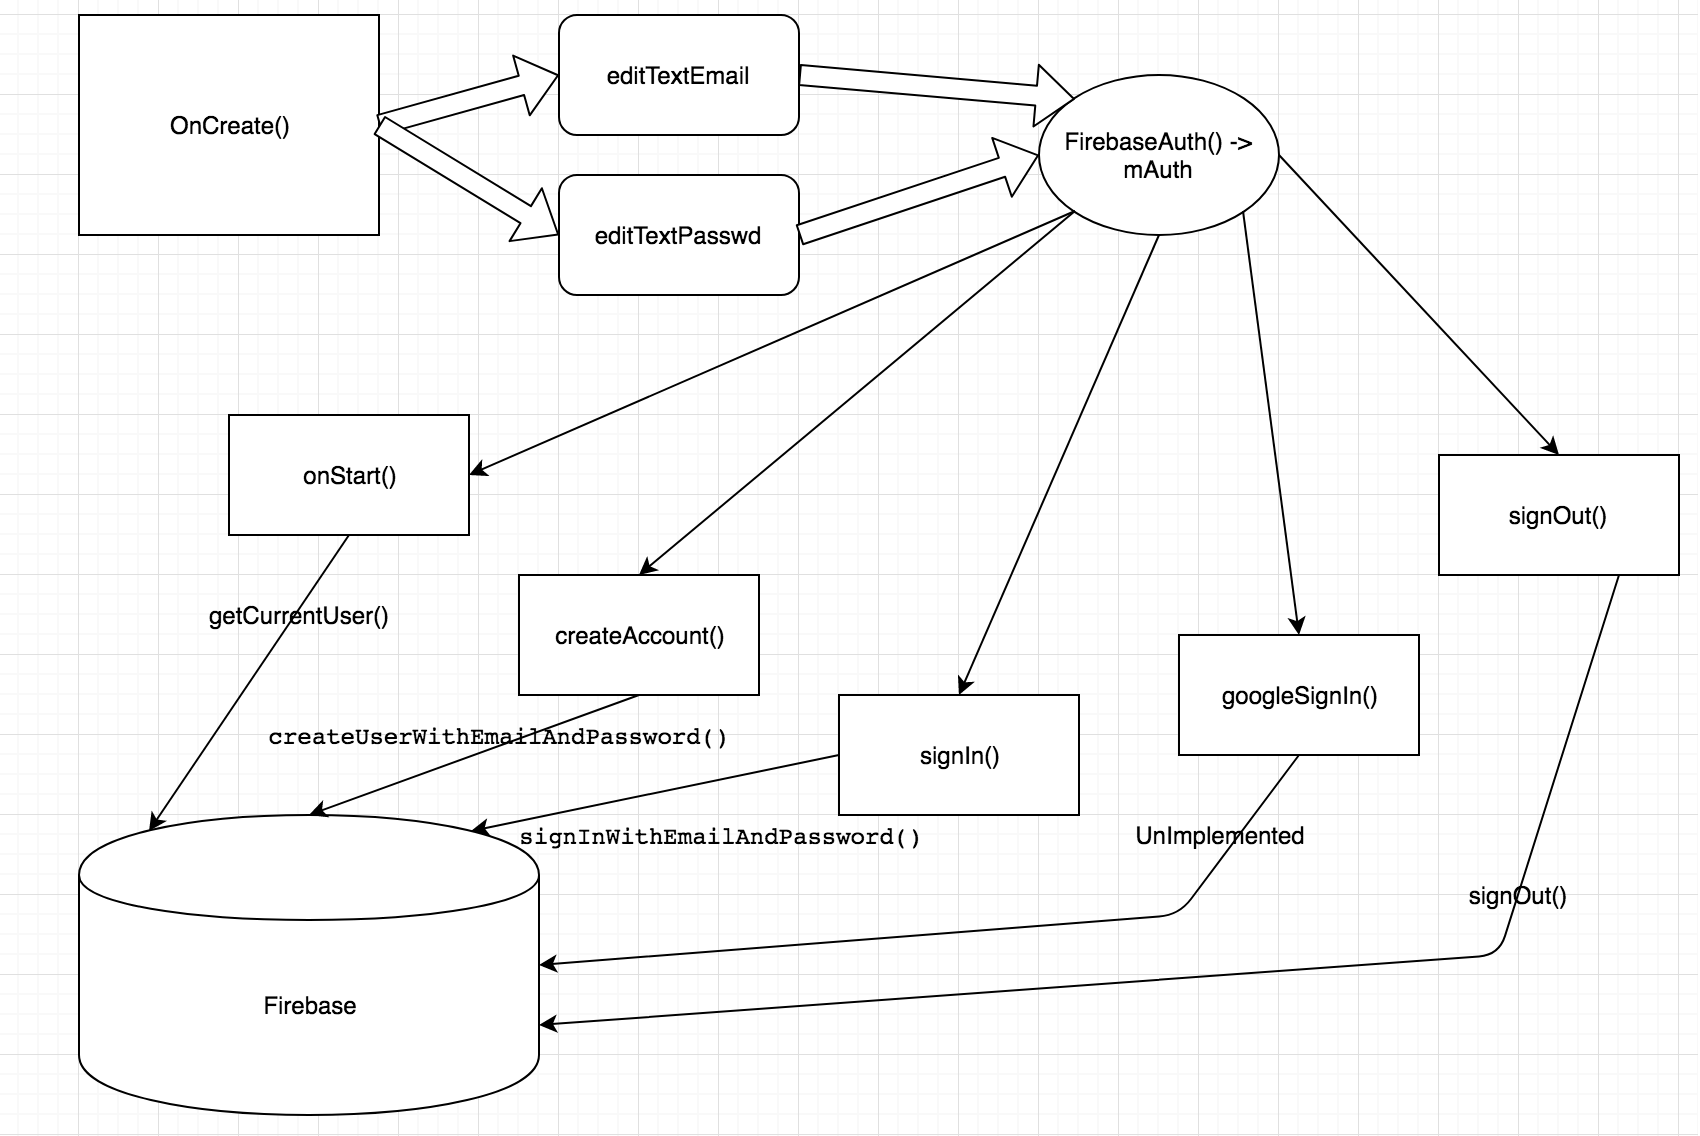 OnCreate()
editTextEmail
editTextPasswd
FirebaseAuth() ->
mAuth
onStart()
signOut()
getCurrentUser()
createAccount()
googleSignIn()
createUserWithEmailAndPassword()
signIn()
signInWithEmailAndPassword()
UnImplemented
signOut()
Firebase